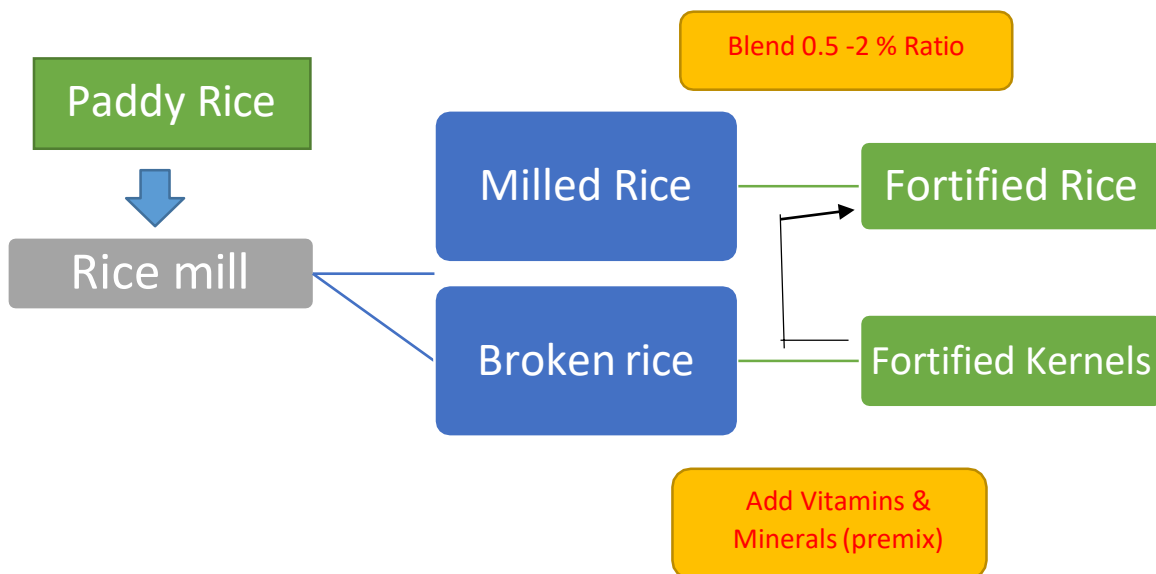 Blend 0.5 -2 % Ratio
Paddy Rice
Milled Rice
Fortified Rice
Rice mill
Broken rice
Fortified Kernels
Add Vitamins &
Minerals (premix)